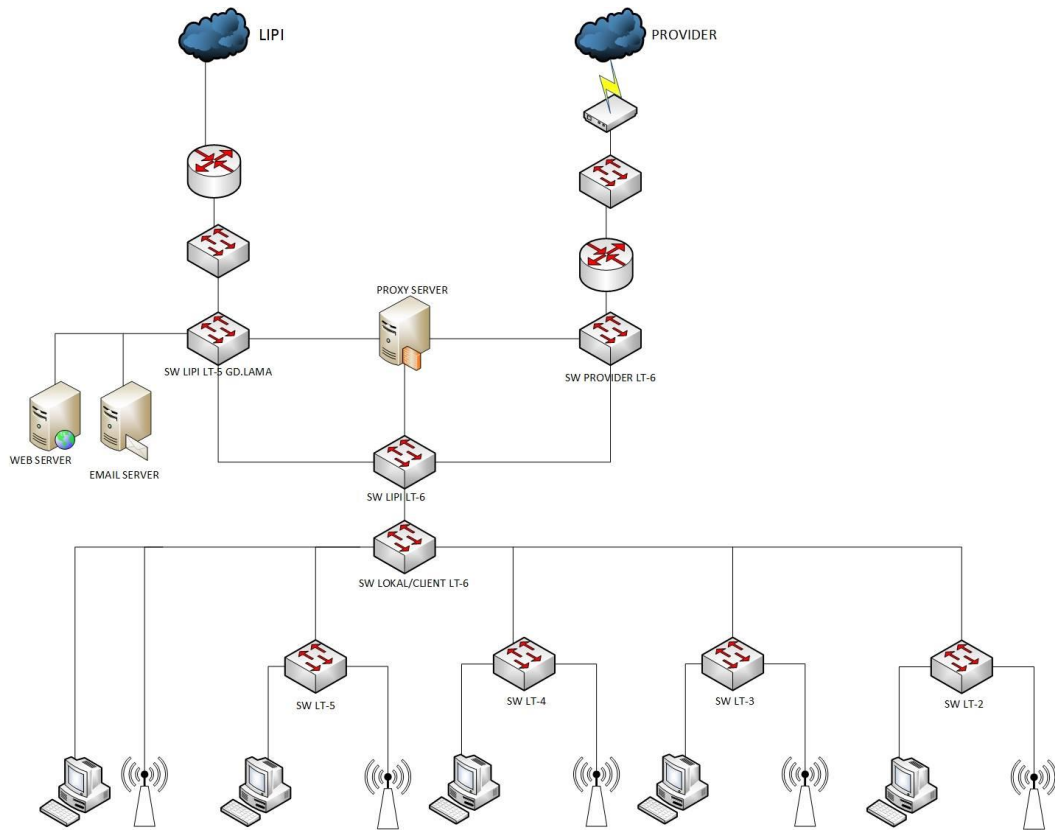 LIPI
PROVIDER
PROXY SERVER
SW LIPI LT-5 GD.LAMA
SW PROVIDER LT-6
WEB SERVER
EMAIL SERVER
SW LIPI LT-6
SW LOKAL/CLIENT LT-6
SW LT-5
SW LT-4
SW LT-3
SW LT-2